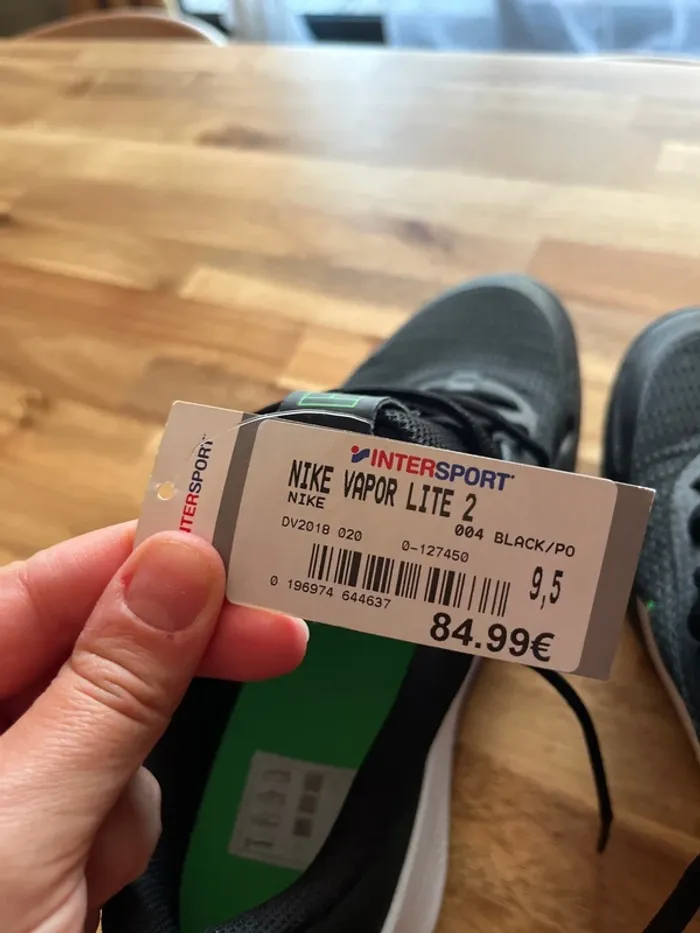 INTERSPORT
NIKE VAPOR LITE 2
NIKE
004 BLACK/PO
DV2018 020
0-127450
9,5
0 196974 644637
84.99€
TERSPORT